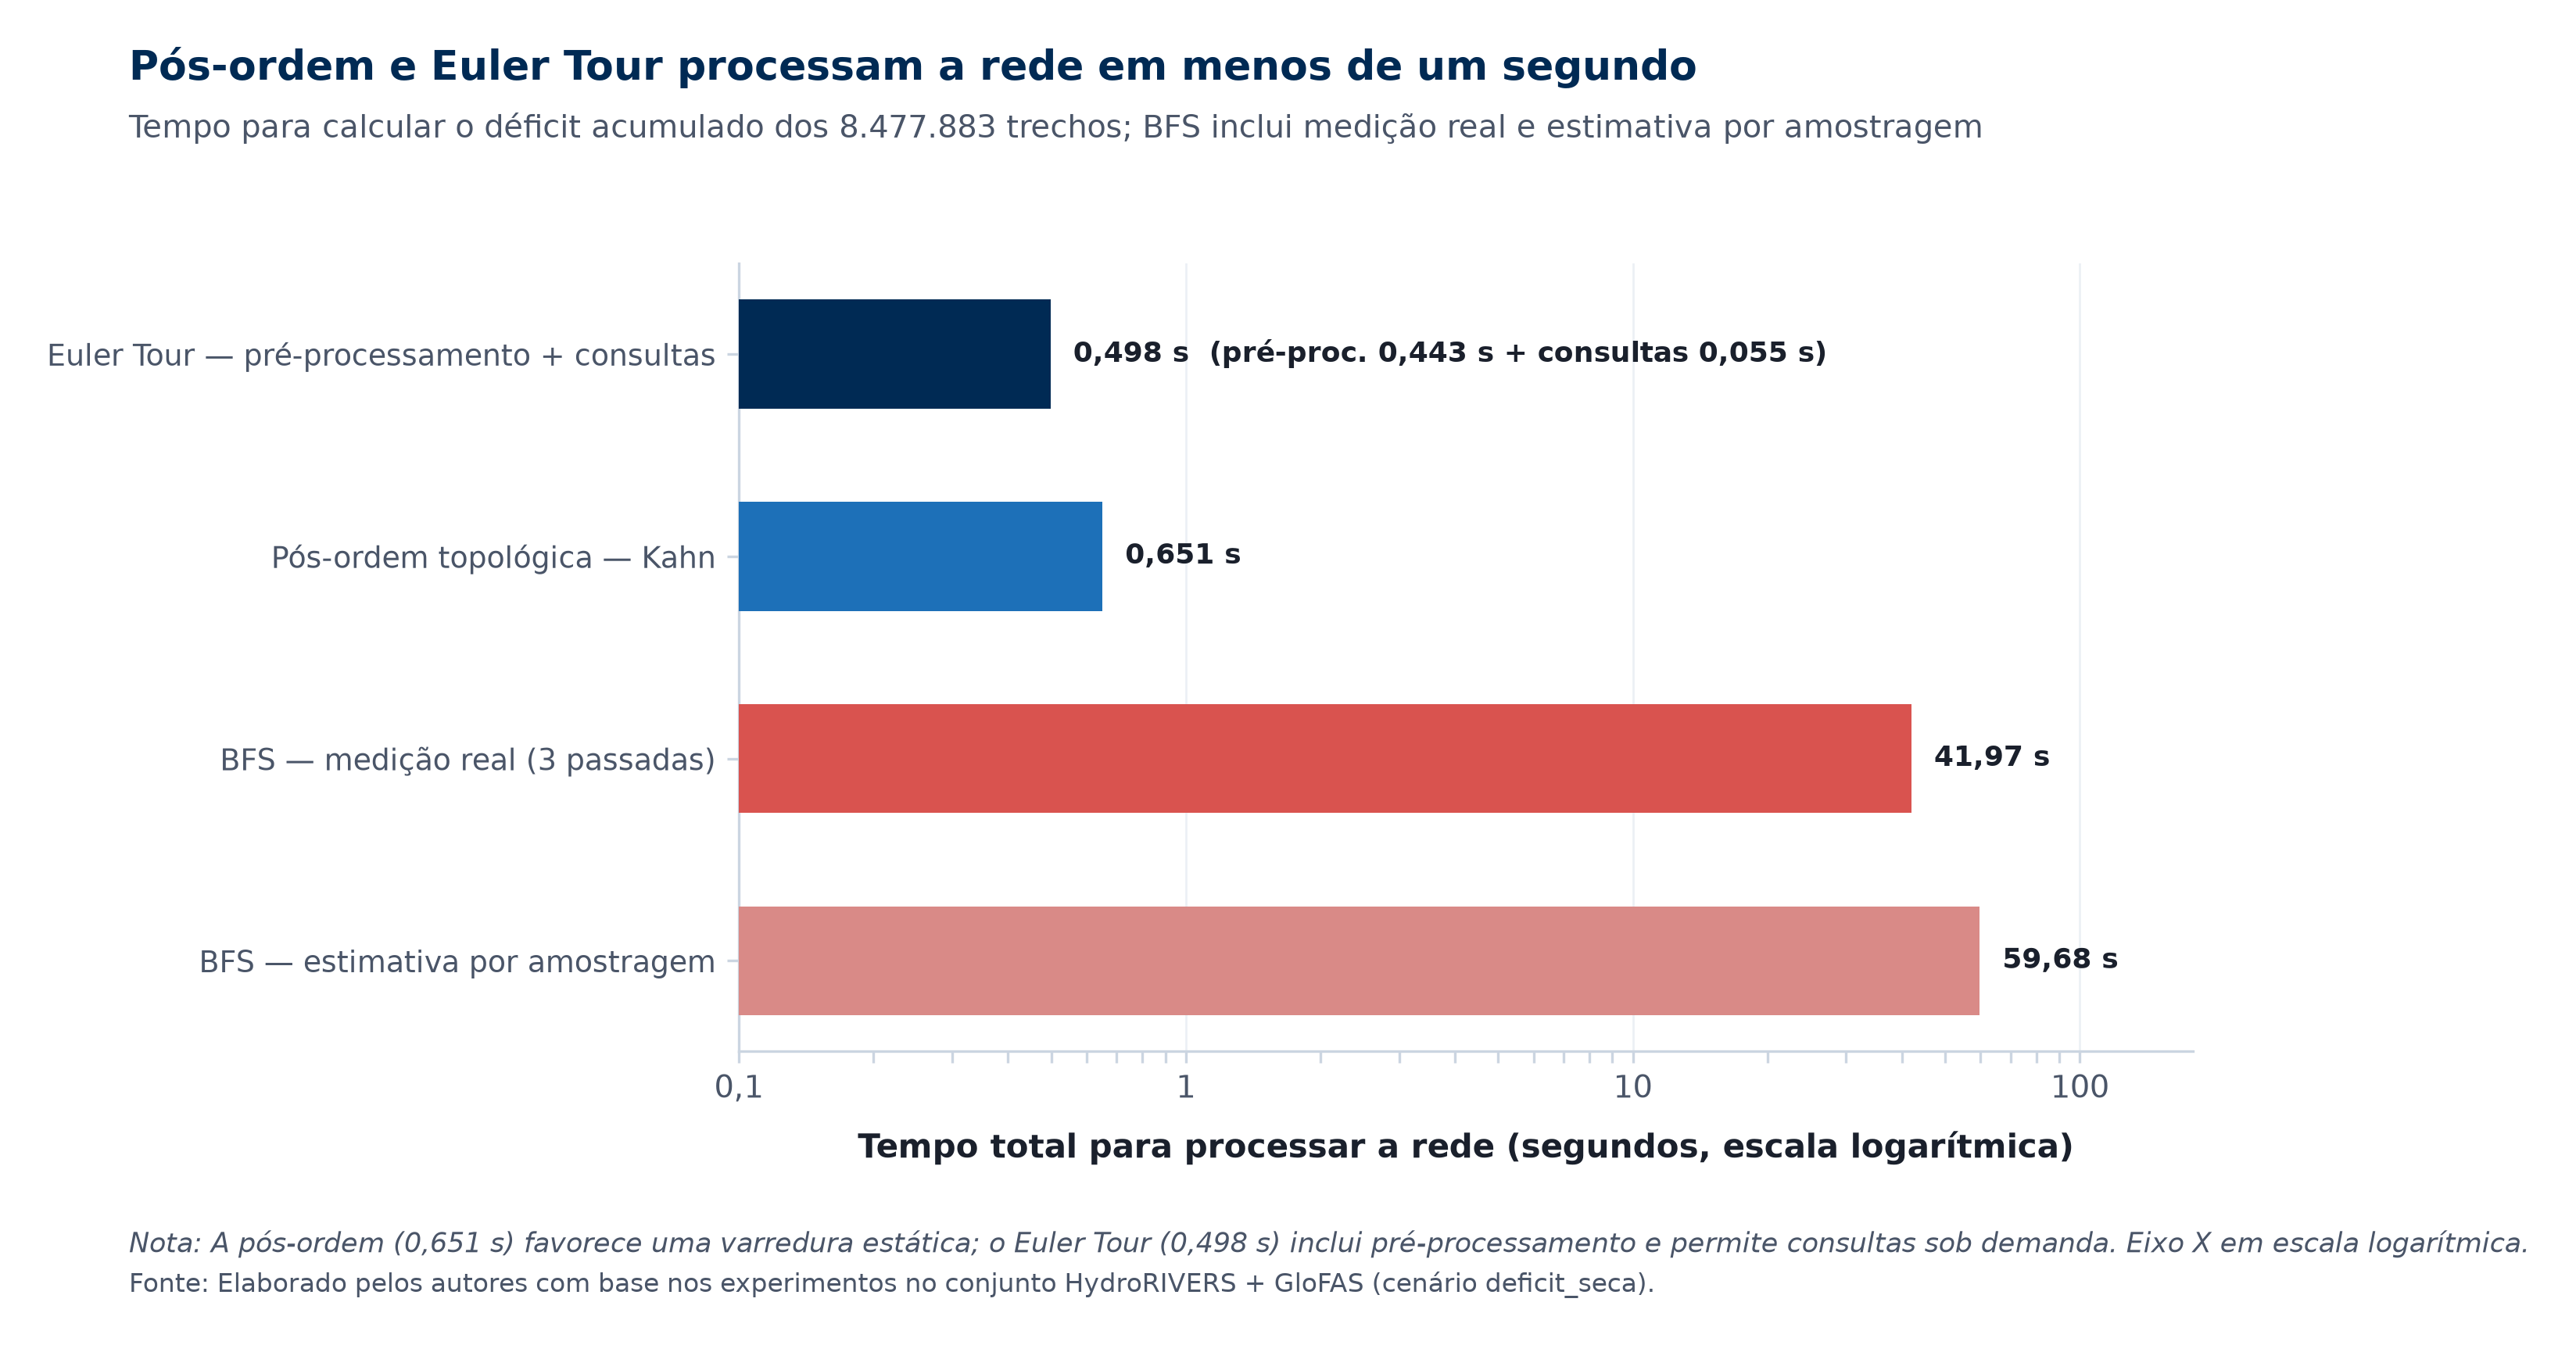 Pós-ordem e Euler Tour processam a rede em menos de um segundo
Tempo para calcular o déficit acumulado dos 8.477.883 trechos; BFS inclui medição real e estimativa por amostragem
Euler Tour — pré-processamento + consultas
0,498 s (pré-proc. 0,443 s + consultas 0,055 s)
Pós-ordem topológica — Kahn
0,651 s
BFS — medição real (3 passadas)
41,97 s
BFS — estimativa por amostragem
59,68 s
0,1 1 10 100
Tempo total para processar a rede (segundos, escala logarítmica)
Nota: A pós-ordem (0,651 s) favorece uma varredura estática; o Euler Tour (0,498 s) inclui pré-processamento e permite consultas sob demanda. Eixo X em escala logarítmica.
Fonte: Elaborado pelos autores com base nos experimentos no conjunto HydroRIVERS + GloFAS (cenário deficit_seca).